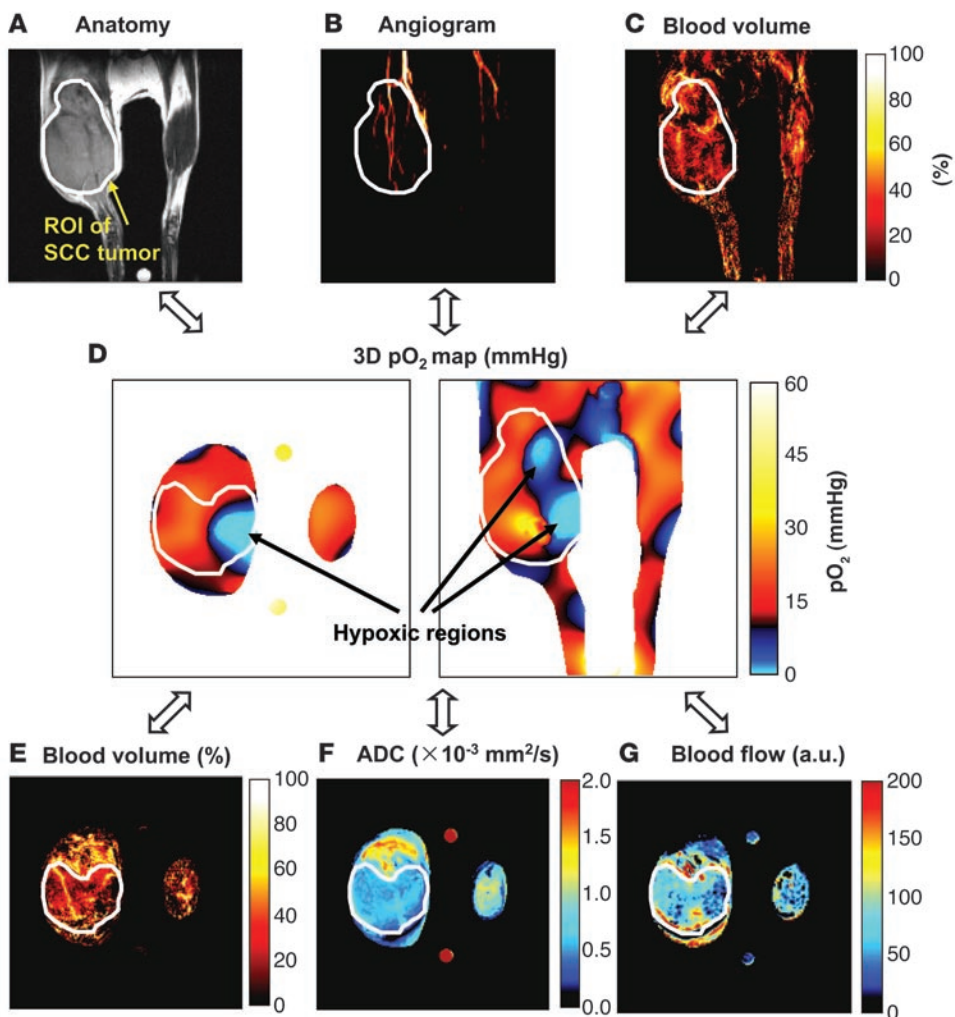 A Anatomy
B Angiogram
C Blood volume
100
80
60
40
20
0
(%)
ROI of
SCC tumor
D
3D pO₂ map (mmHg)
60
45
30
15
0
pO₂ (mmHg)
Hypoxic regions
E Blood volume (%)
100
80
60
40
20
0
F ADC (×10⁻³ mm²/s)
2.0
1.5
1.0
0.5
0.0
G Blood flow (a.u.)
200
150
100
50
0